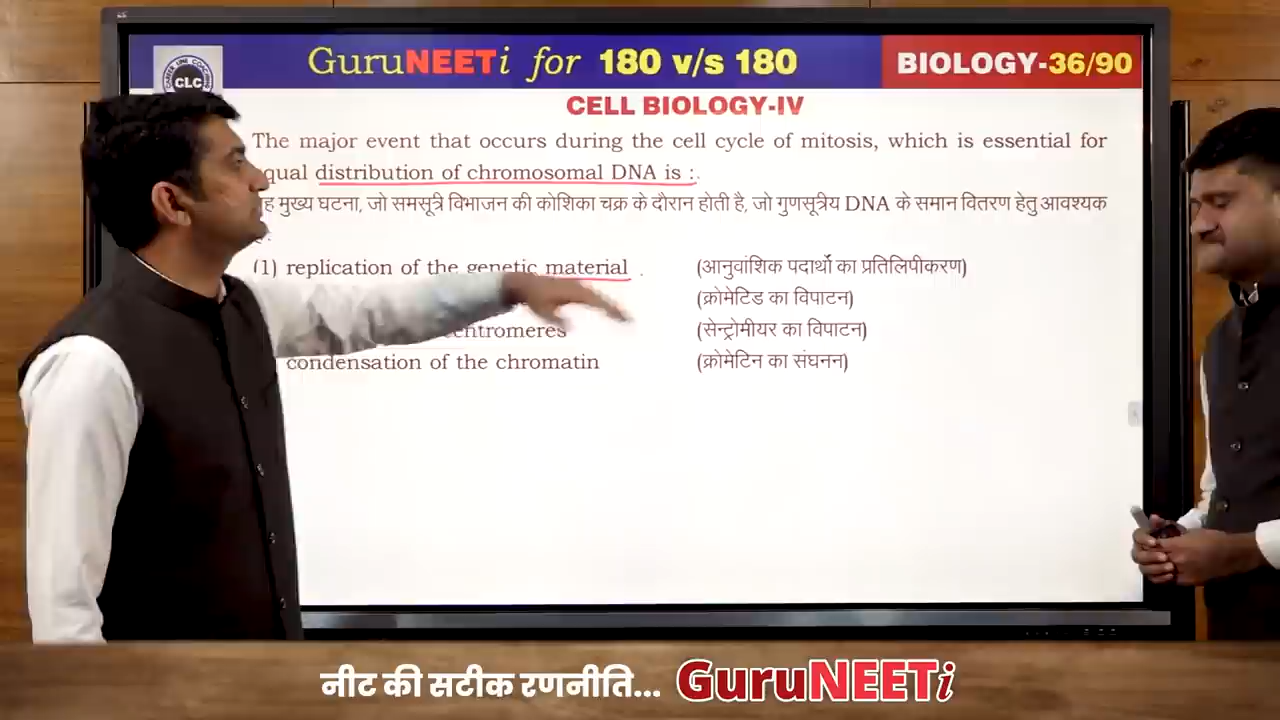 GuruNEETi for 180 v/s 180
BIOLOGY-36/90
CLC
CELL BIOLOGY-IV
The major event that occurs during the cell cycle of mitosis, which is essential for
distribution of chromosomal DNA is :
मुख्य घटना, जो समसूत्री विभाजन की कोशिका चक्र के दौरान होती है, जो गुणसूत्रीय DNA के समान वितरण हेतु आवश्यक
(1) replication of the genetic material (आनुवांशिक पदार्थों का प्रतिलिपीकरण)
(क्रोमेटिड का विपाटन)
(सेन्ट्रोमीयर का विपाटन)
condensation of the chromatin (क्रोमेटिन का संघनन)
नीट की सटीक रणनीति... GuruNEETi